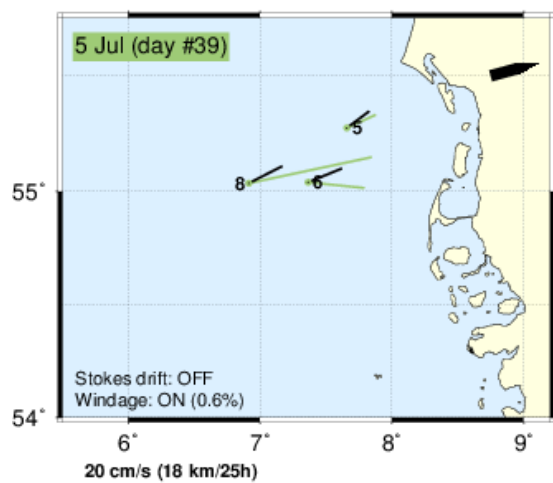 5 Jul (day #39)
5
8
6
55°
Stokes drift: OFF
Windage: ON (0.6%)
54°
6° 7° 8° 9°
20 cm/s (18 km/25h)